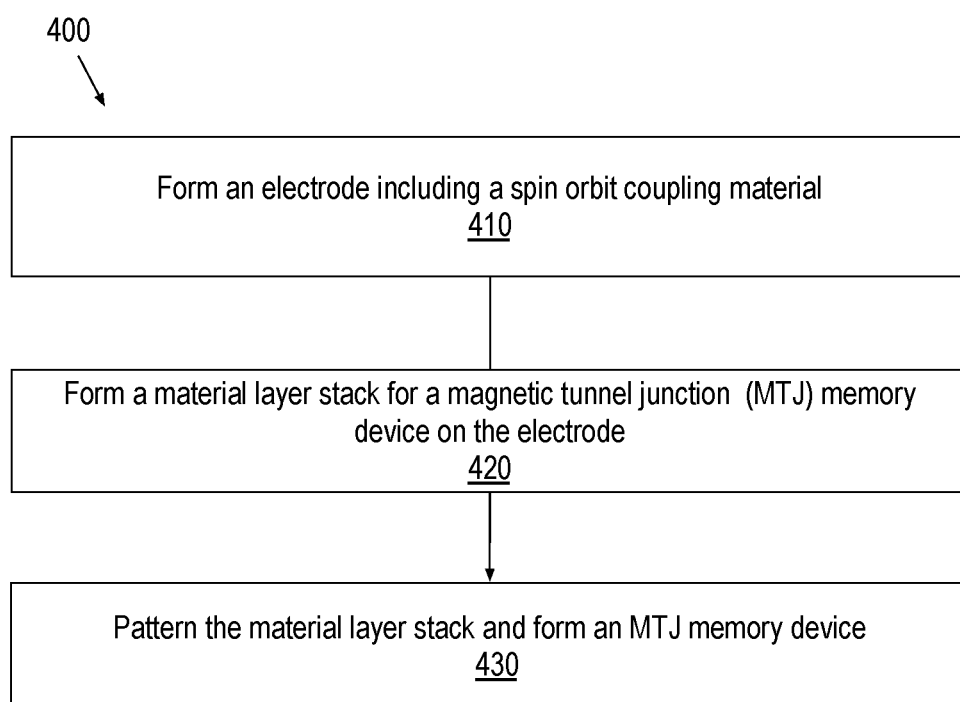 400
Form an electrode including a spin orbit coupling material
410
Form a material layer stack for a magnetic tunnel junction (MTJ) memory
device on the electrode
420
Pattern the material layer stack and form an MTJ memory device
430